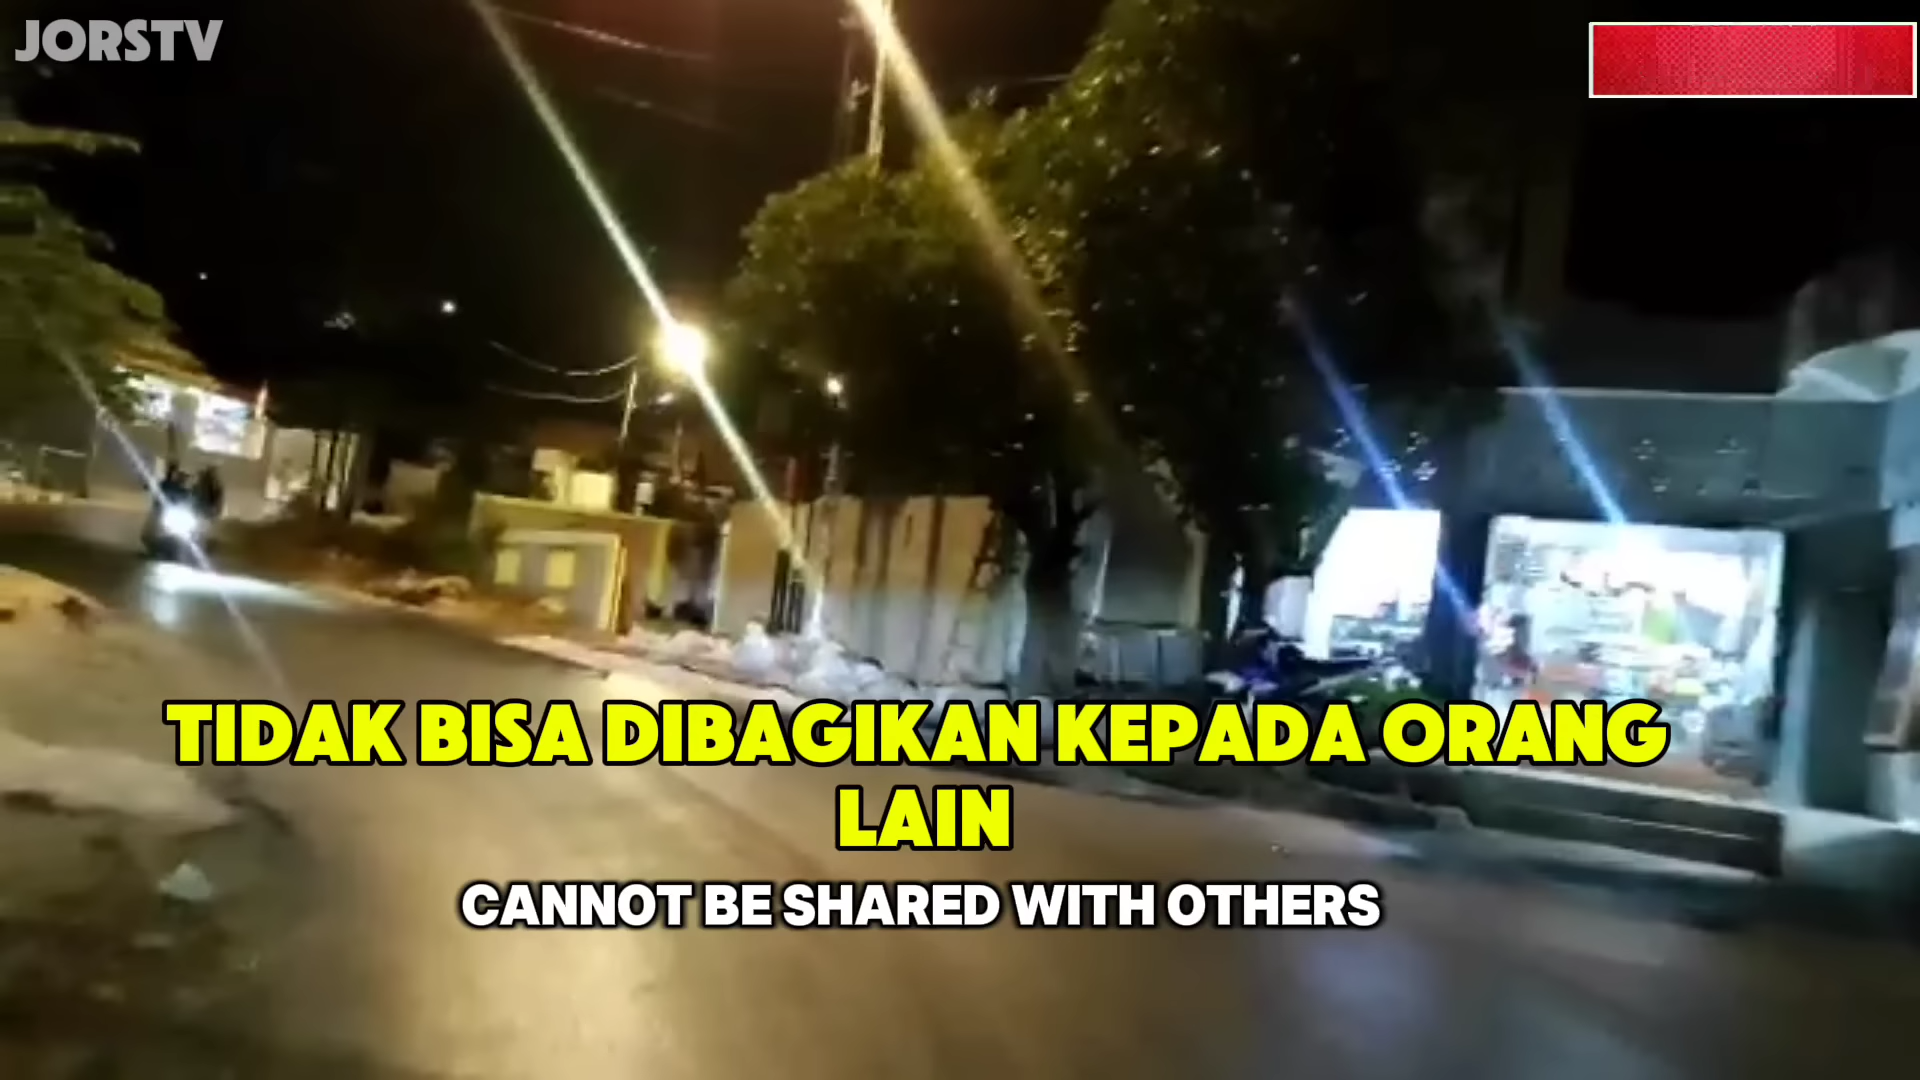 JORSTV
TIDAK BISA DIBAGIKAN KEPADA ORANG
LAIN
CANNOT BE SHARED WITH OTHERS